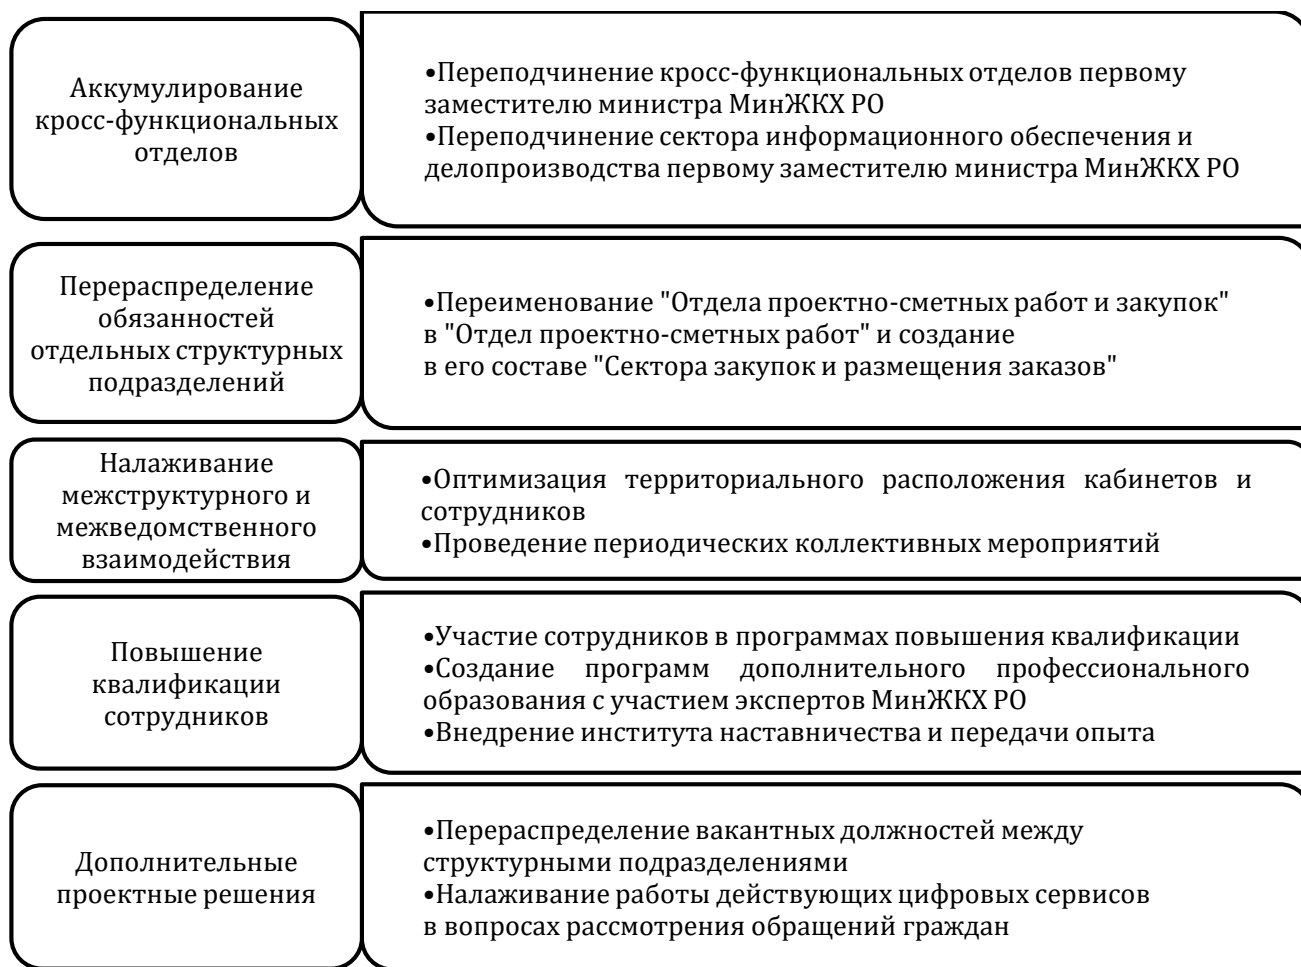 Аккумулирование
кросс-функциональных
отделов
•Переподчинение кросс-функциональных отделов первому
заместителю министра МинЖКХ РО
•Переподчинение сектора информационного обеспечения и
делопроизводства первому заместителю министра МинЖКХ РО
Перераспределение
обязанностей
отдельных структурных
подразделений
•Переименование "Отдела проектно-сметных работ и закупок"
в "Отдел проектно-сметных работ" и создание
в его составе "Сектора закупок и размещения заказов"
Налаживание
межструктурного и
межведомственного
взаимодействия
•Оптимизация территориального расположения кабинетов и
сотрудников
•Проведение периодических коллективных мероприятий
Повышение
квалификации
сотрудников
•Участие сотрудников в программах повышения квалификации
•Создание программ дополнительного профессионального
образования с участием экспертов МинЖКХ РО
•Внедрение института наставничества и передачи опыта
Дополнительные
проектные решения
•Перераспределение вакантных должностей между
структурными подразделениями
•Налаживание работы действующих цифровых сервисов
в вопросах рассмотрения обращений граждан